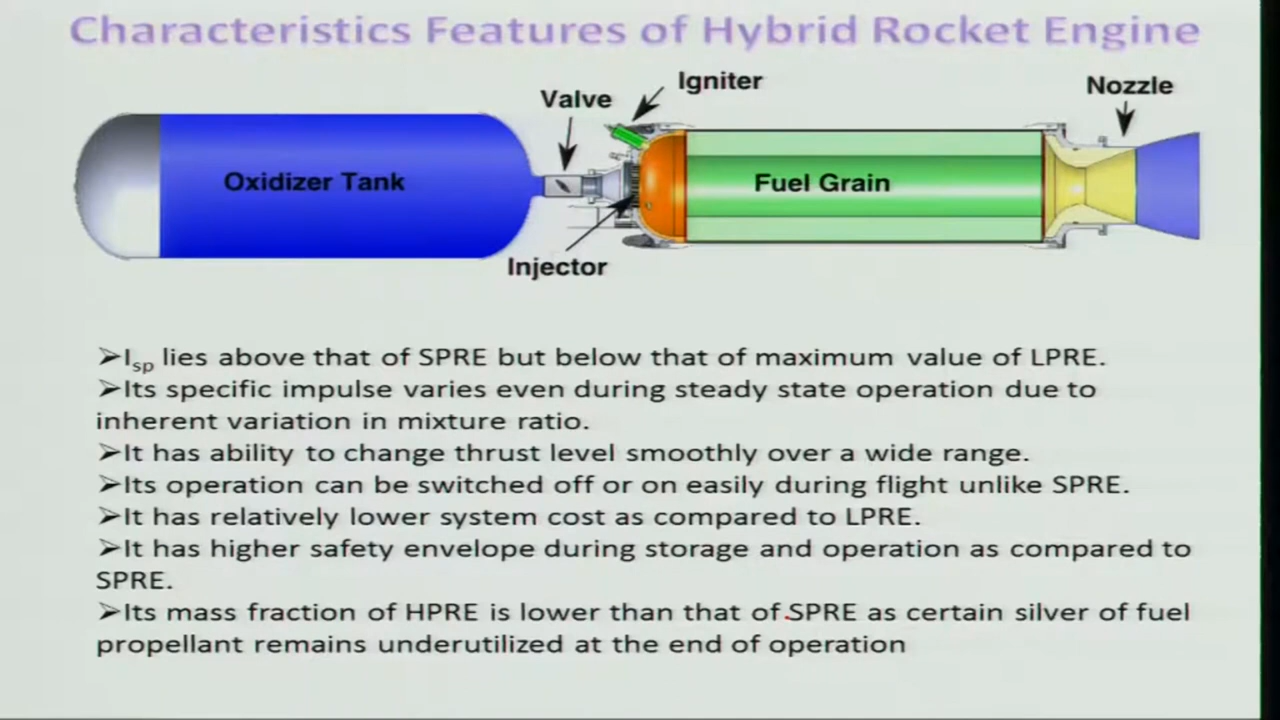 Characteristics Features of Hybrid Rocket Engine
Igniter
Valve
Nozzle
Oxidizer Tank
Fuel Grain
Injector
➢Isp lies above that of SPRE but below that of maximum value of LPRE.
➢Its specific impulse varies even during steady state operation due to
inherent variation in mixture ratio.
➢It has ability to change thrust level smoothly over a wide range.
➢Its operation can be switched off or on easily during flight unlike SPRE.
➢It has relatively lower system cost as compared to LPRE.
➢It has higher safety envelope during storage and operation as compared to
SPRE.
➢Its mass fraction of HPRE is lower than that of SPRE as certain silver of fuel
propellant remains underutilized at the end of operation